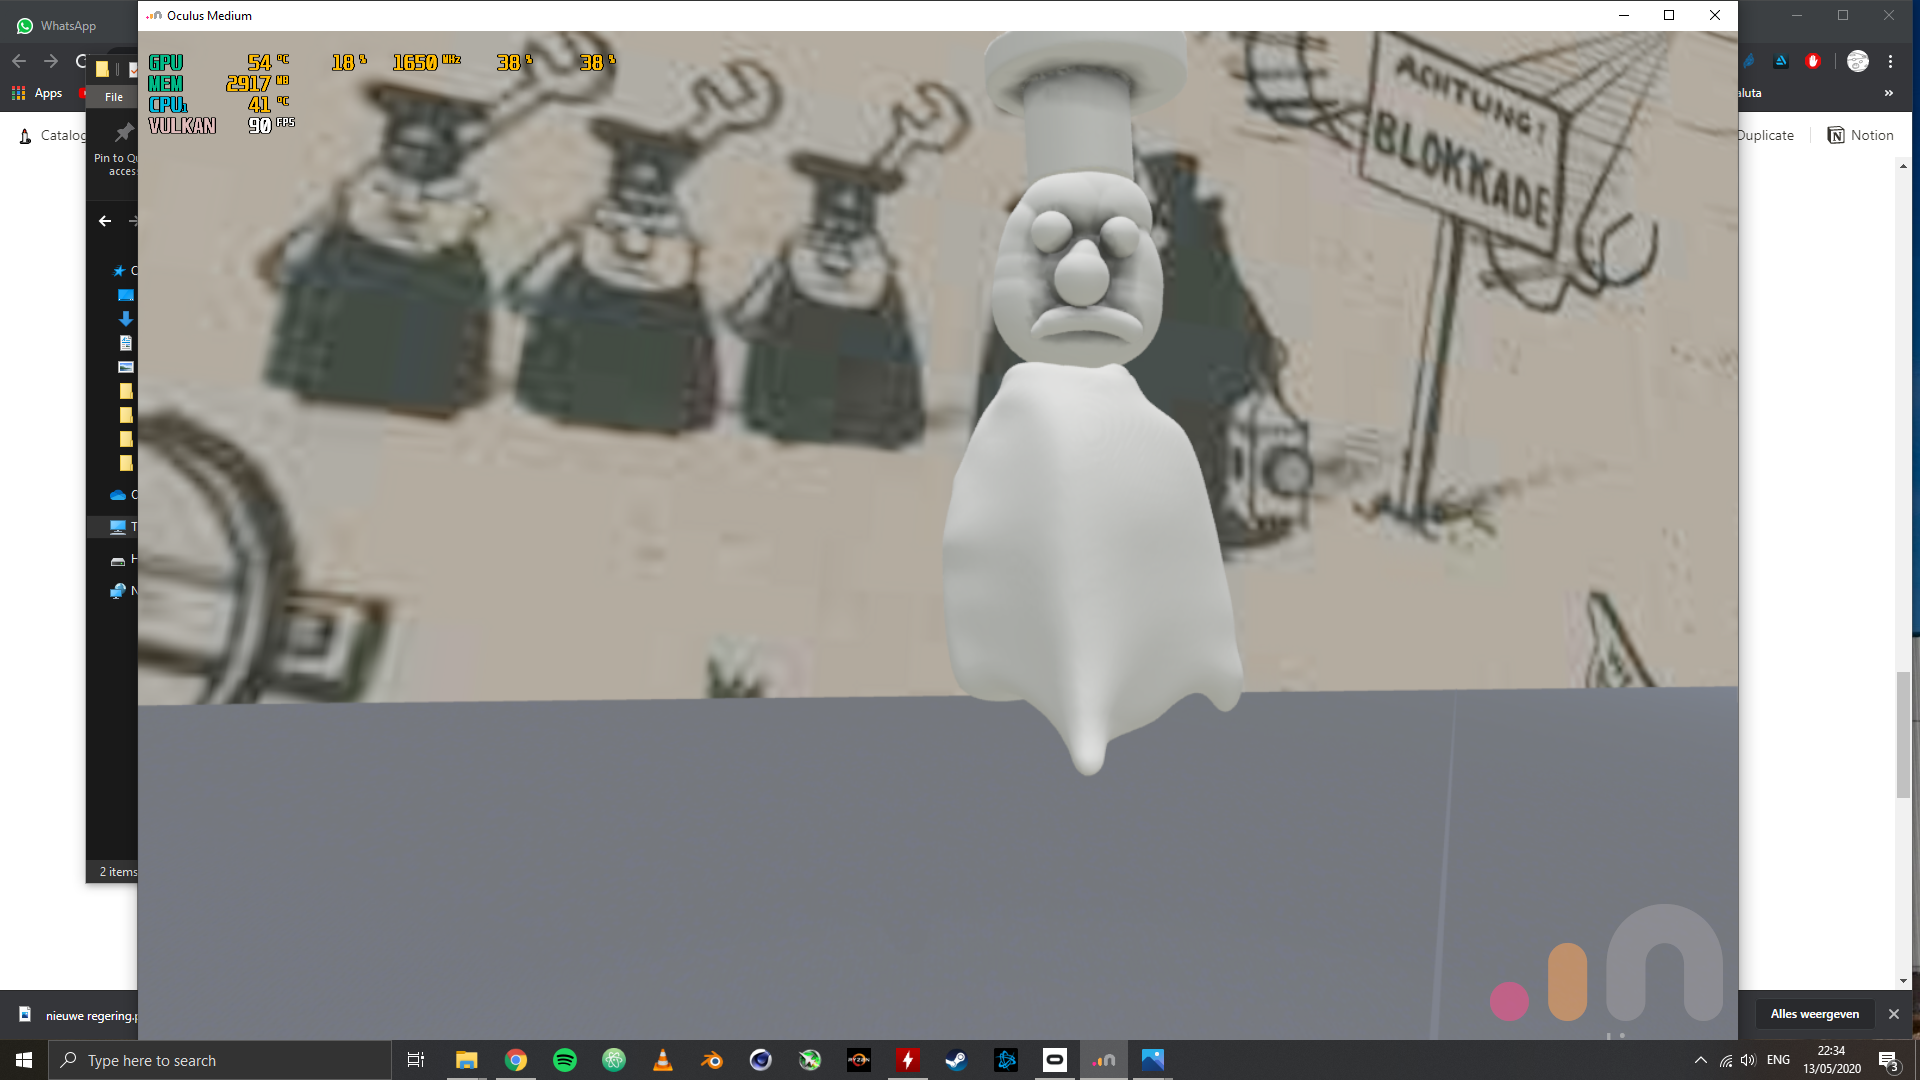 WhatsApp
Oculus Medium
GPU 54 °C 18 % 1650 MHz 38 % 38 %
MEM 2917 MB
CPU1 41 °C
VULKAN 90 FPS
ACHTUNG!
BLOKKADE
Apps
aluta
»
File
Catalog
Duplicate
Notion
Pin to Qu
acces
2 items
nieuwe regering.p
Alles weergeven
Type here to search
RYZEN
ENG
22:34
13/05/2020
3